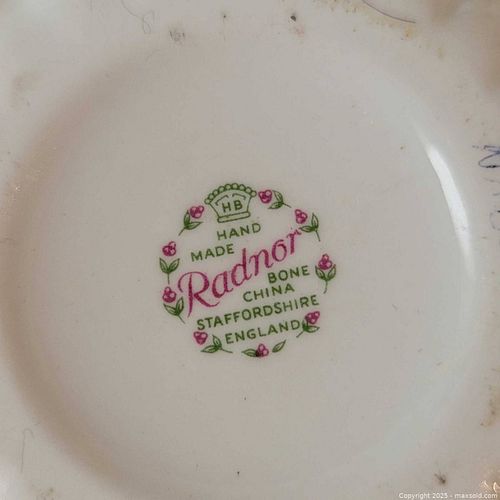 HB
HAND
MADE
Radnor
BONE
CHINA
STAFFORDSHIRE
ENGLAND
Copyright 2025 - maxsold.com